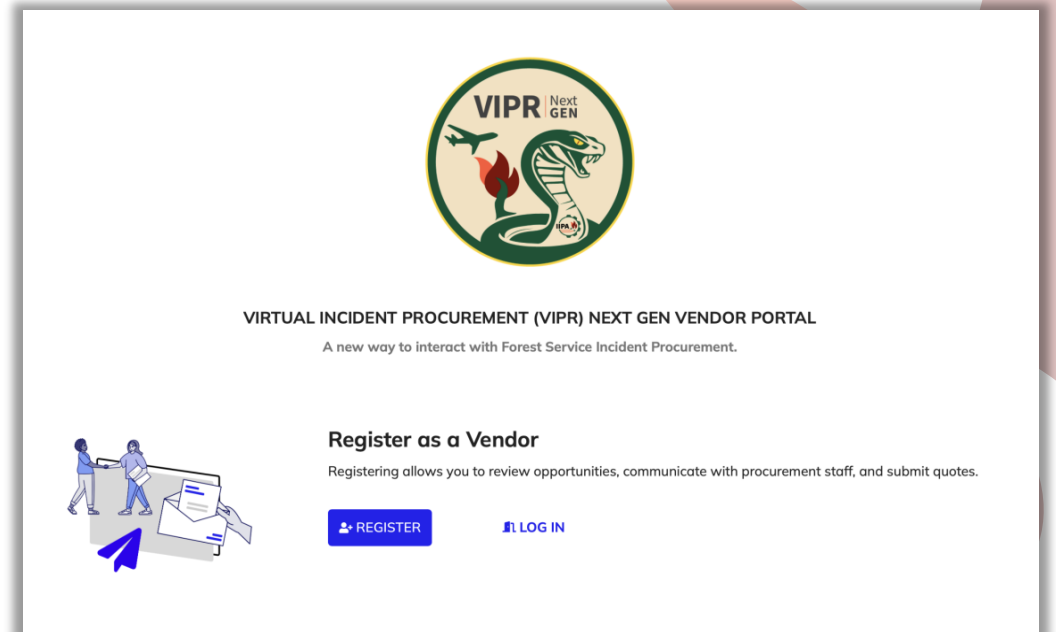 VIPR Next
GEN
IIPA
VIRTUAL INCIDENT PROCUREMENT (VIPR) NEXT GEN VENDOR PORTAL
A new way to interact with Forest Service Incident Procurement.
Register as a Vendor
Registering allows you to review opportunities, communicate with procurement staff, and submit quotes.
REGISTER
LOG IN